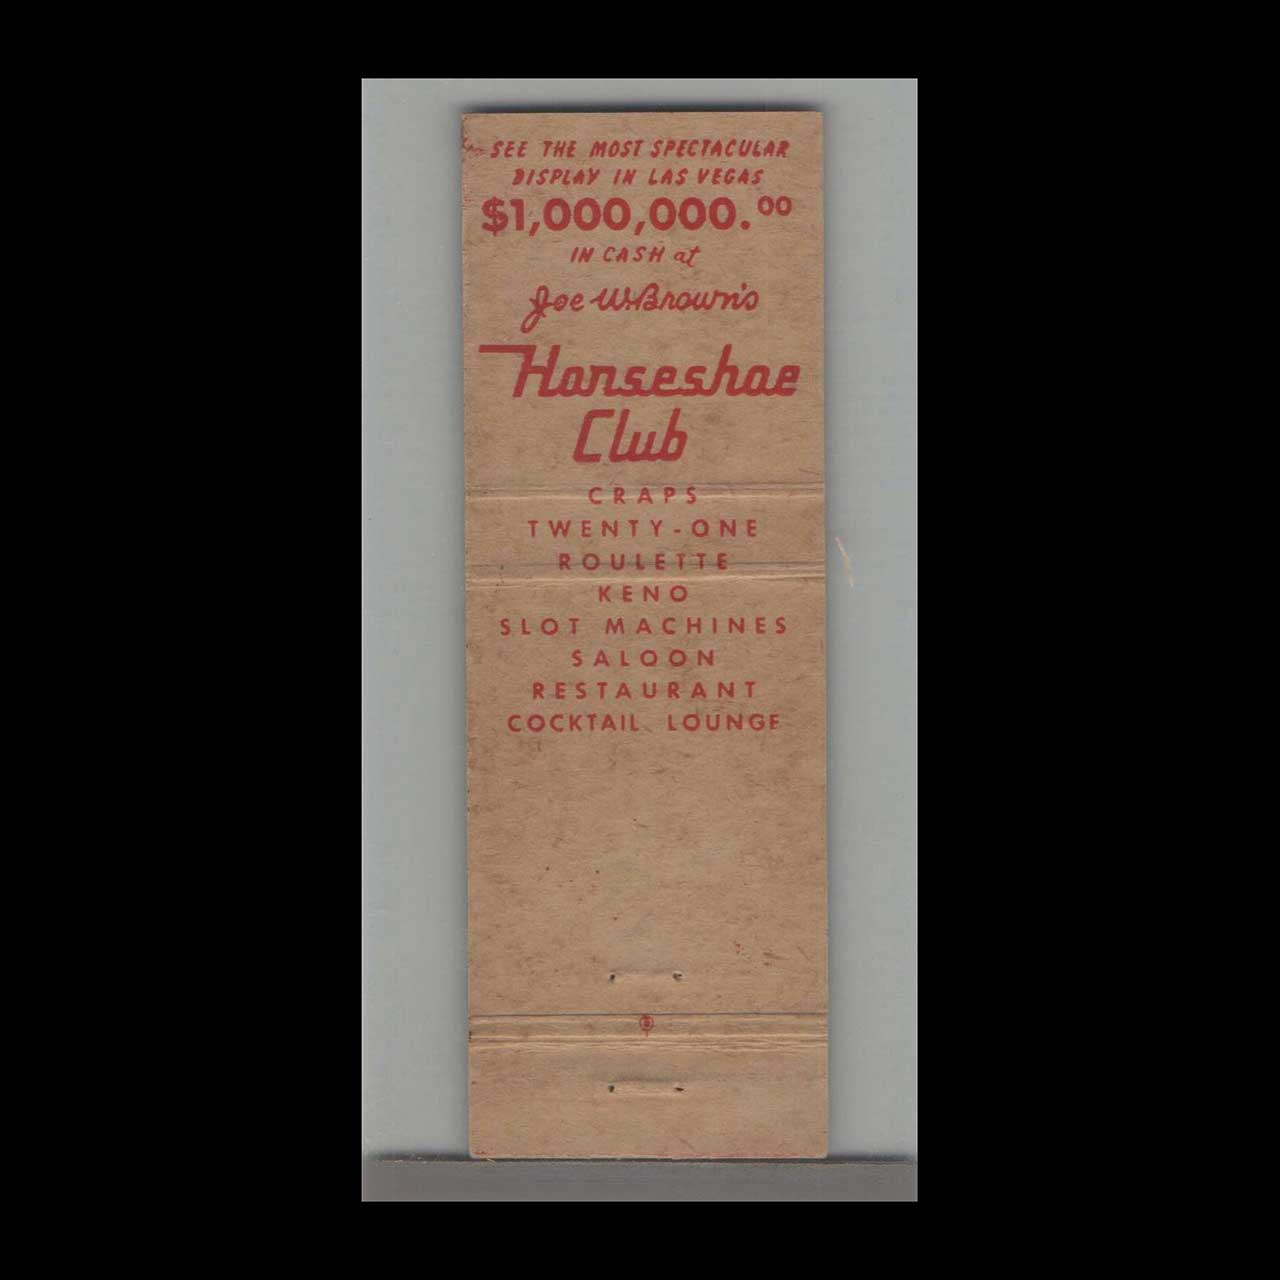 SEE THE MOST SPECTACULAR
DISPLAY IN LAS VEGAS
$1,000,000.00
IN CASH at
Joe W. Brown's
Horseshoe
Club
CRAPS
TWENTY-ONE
ROULETTE
KENO
SLOT MACHINES
SALOON
RESTAURANT
COCKTAIL LOUNGE